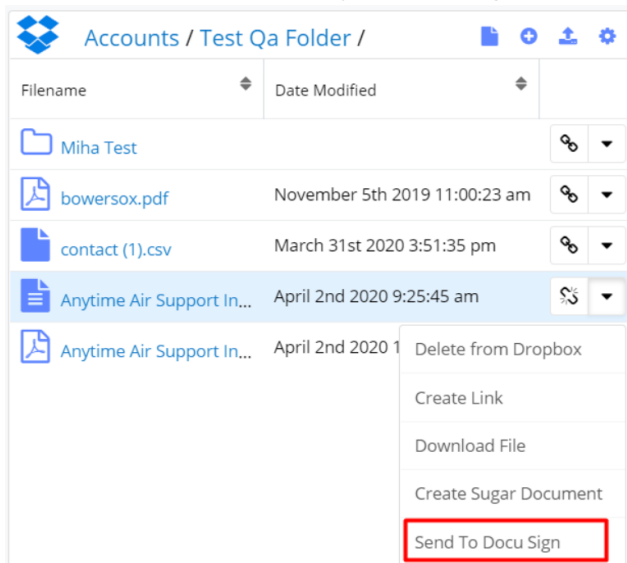 Accounts / Test Qa Folder /
Filename Date Modified
Miha Test
bowersox.pdf November 5th 2019 11:00:23 am
contact (1).csv March 31st 2020 3:51:35 pm
Anytime Air Support In... April 2nd 2020 9:25:45 am
Anytime Air Support In... April 2nd 2020 1
Delete from Dropbox
Create Link
Download File
Create Sugar Document
Send To Docu Sign